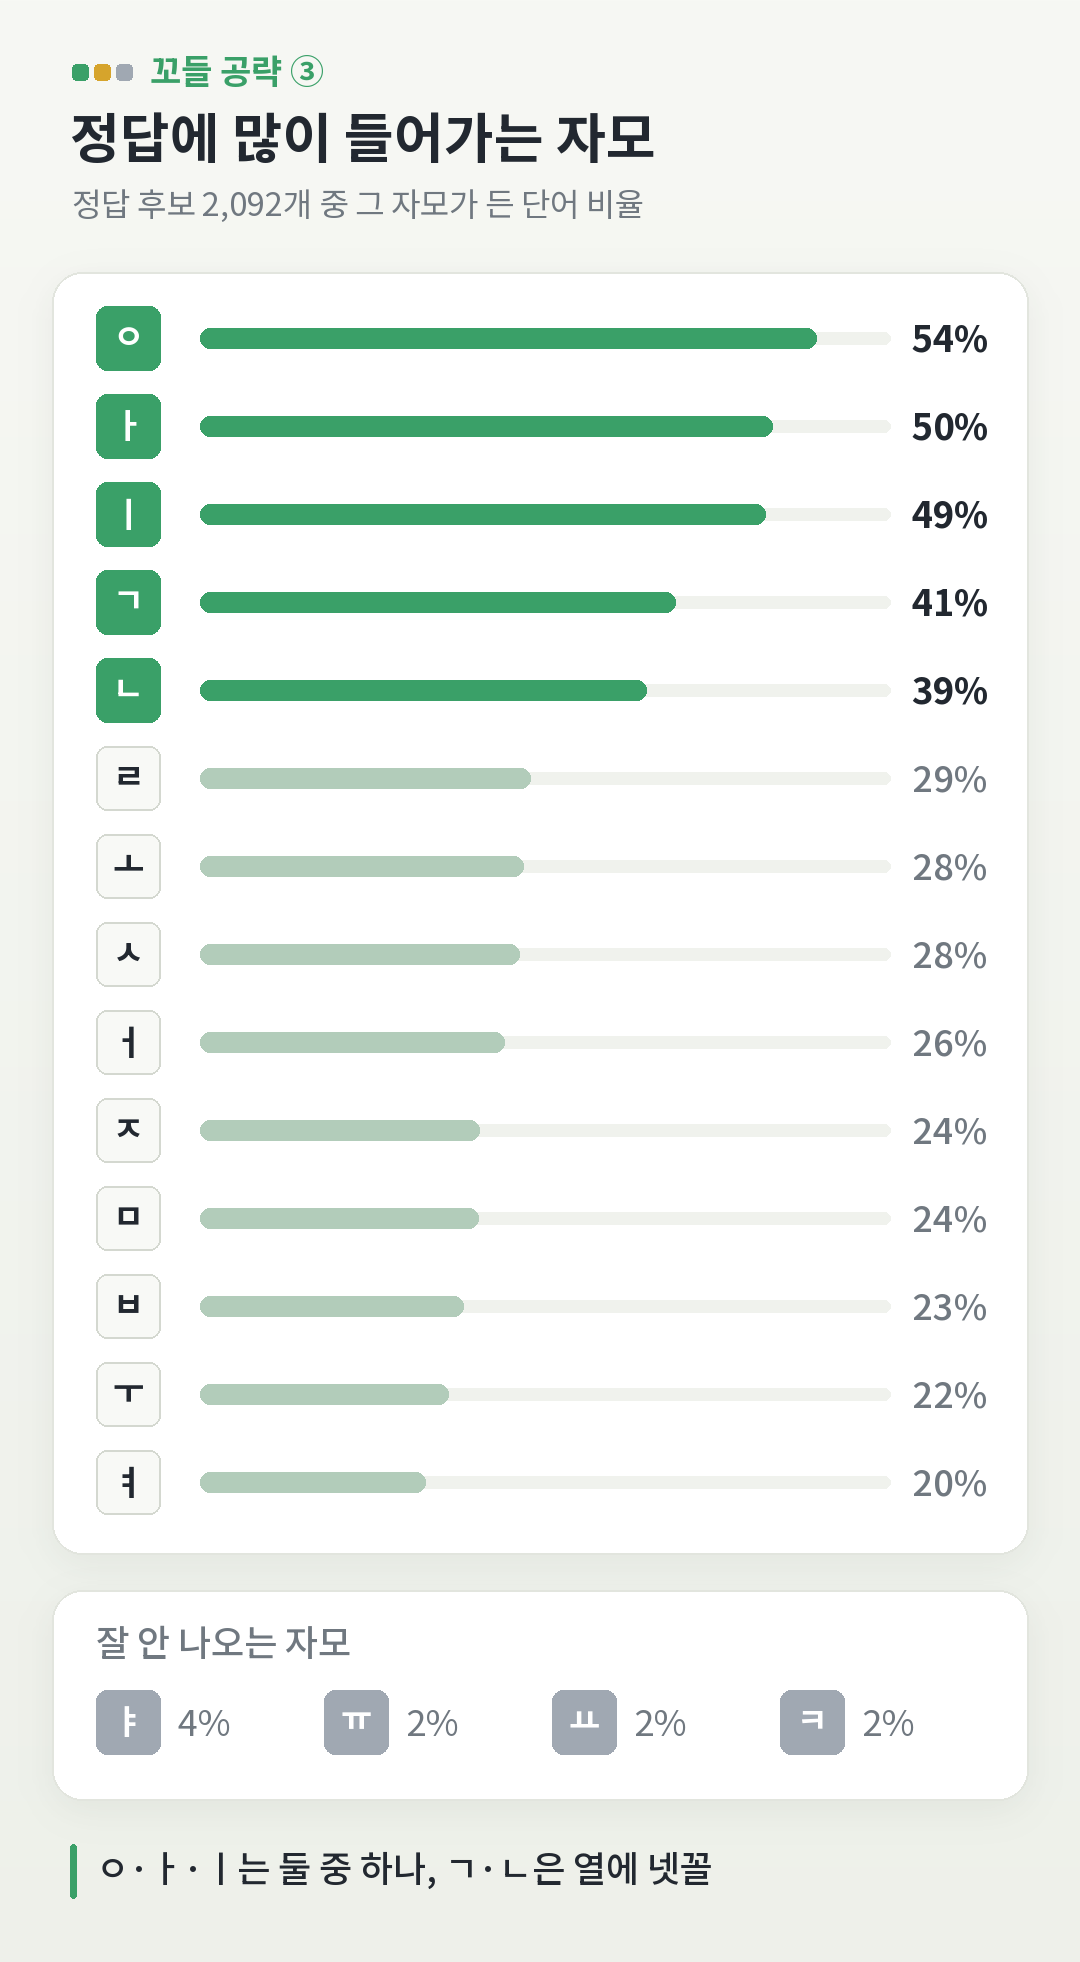 꼬들 공략 ③
정답에 많이 들어가는 자모
정답 후보 2,092개 중 그 자모가 든 단어 비율
ㅇ 54%
ㅏ 50%
ㅣ 49%
ㄱ 41%
ㄴ 39%
ㄹ 29%
ㅗ 28%
ㅅ 28%
ㅓ 26%
ㅈ 24%
ㅁ 24%
ㅂ 23%
ㅜ 22%
ㅕ 20%
잘 안 나오는 자모
ㅑ 4% ㅠ 2% ㅛ 2% ㅋ 2%
ㅇ·ㅏ·ㅣ는 둘 중 하나, ㄱ·ㄴ은 열에 넷꼴